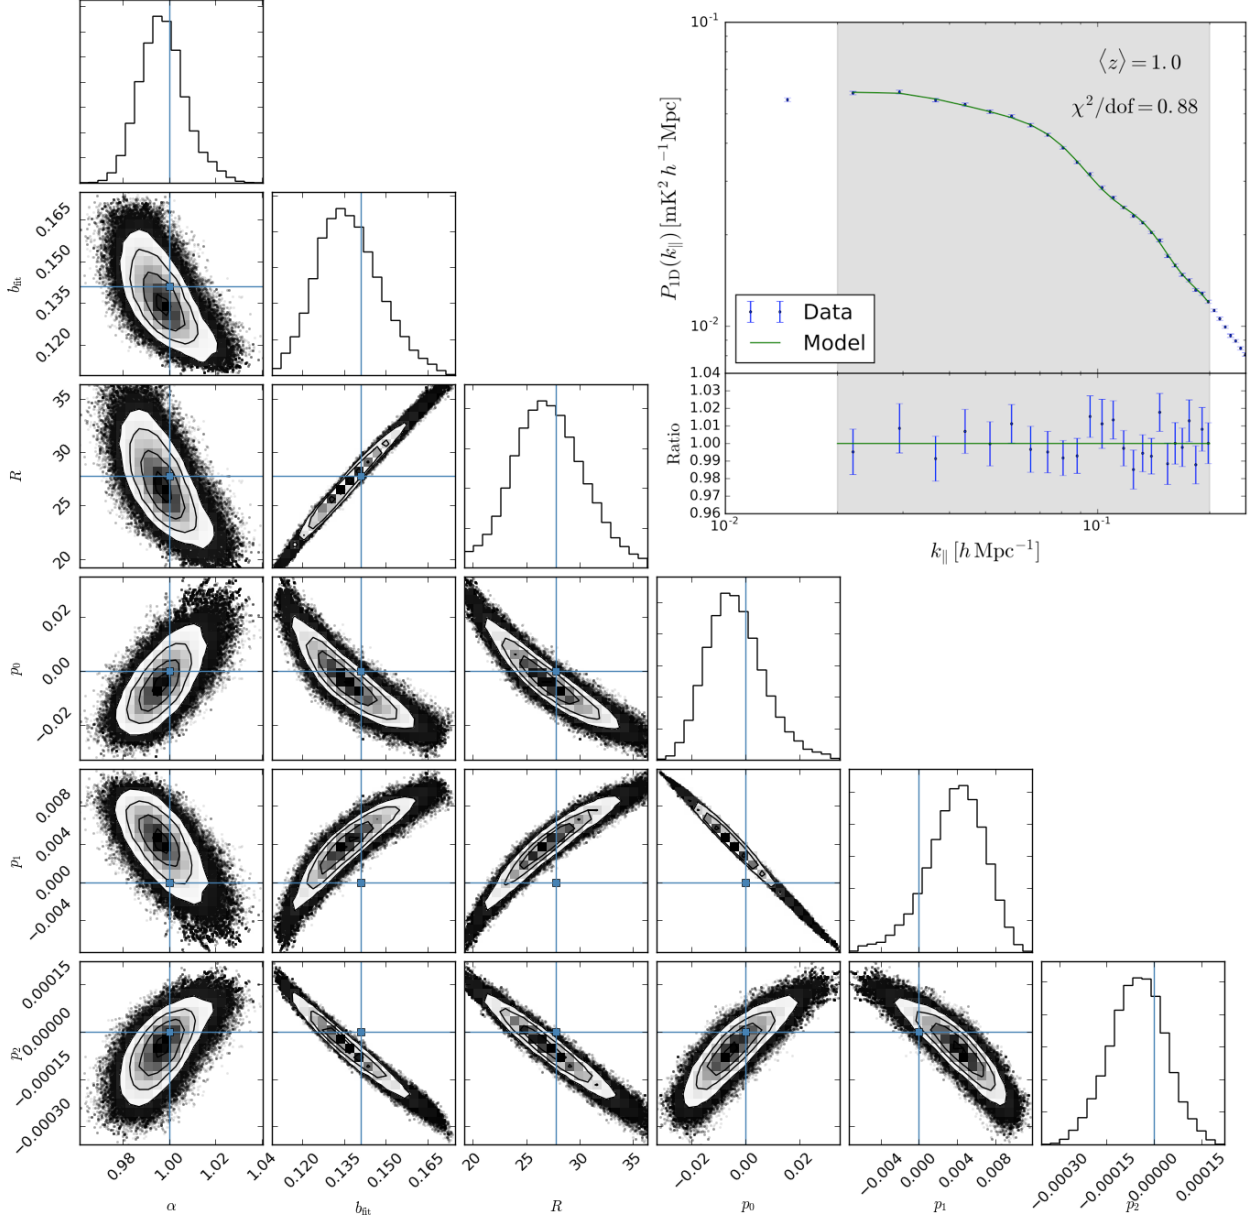 10⁻¹
⟨z⟩ = 1.0
χ²/dof = 0.88
P₁D(k∥) [mK² h⁻¹Mpc]
Data
Model
10⁻²
1.04
1.03
1.02
1.01
1.00
0.99
0.98
0.97
0.96
Ratio
10⁻² 10⁻¹
k∥ [h Mpc⁻¹]
0.165
0.150
0.135
0.120
b_fit
35
30
25
20
R
0.02
0.00
−0.02
p₀
0.008
0.004
0.000
−0.004
p₁
0.00015
0.00000
−0.00015
−0.00030
p₂
0.98 1.00 1.02 1.04 0.120 0.135 0.150 0.165 20 25 30 35 −0.02 0.00 0.02 −0.004 0.000 0.004 0.008 −0.00030 −0.00015 0.00000 0.00015
α b_fit R p₀ p₁ p₂